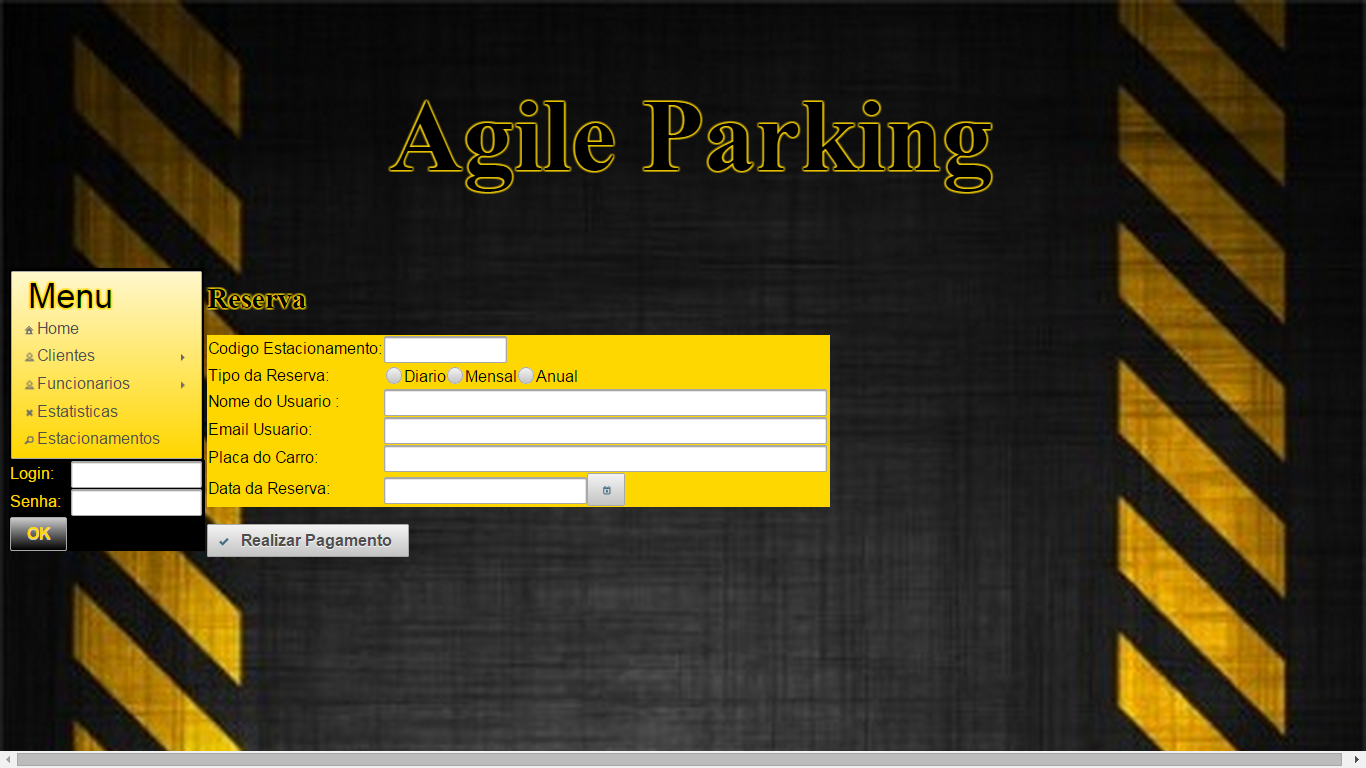 Agile Parking
Menu
Home
Clientes
Funcionarios
Estatisticas
Estacionamentos
Login:
Senha:
OK
Reserva
Codigo Estacionamento:
Tipo da Reserva: Diario Mensal Anual
Nome do Usuario :
Email Usuario:
Placa do Carro:
Data da Reserva:
Realizar Pagamento